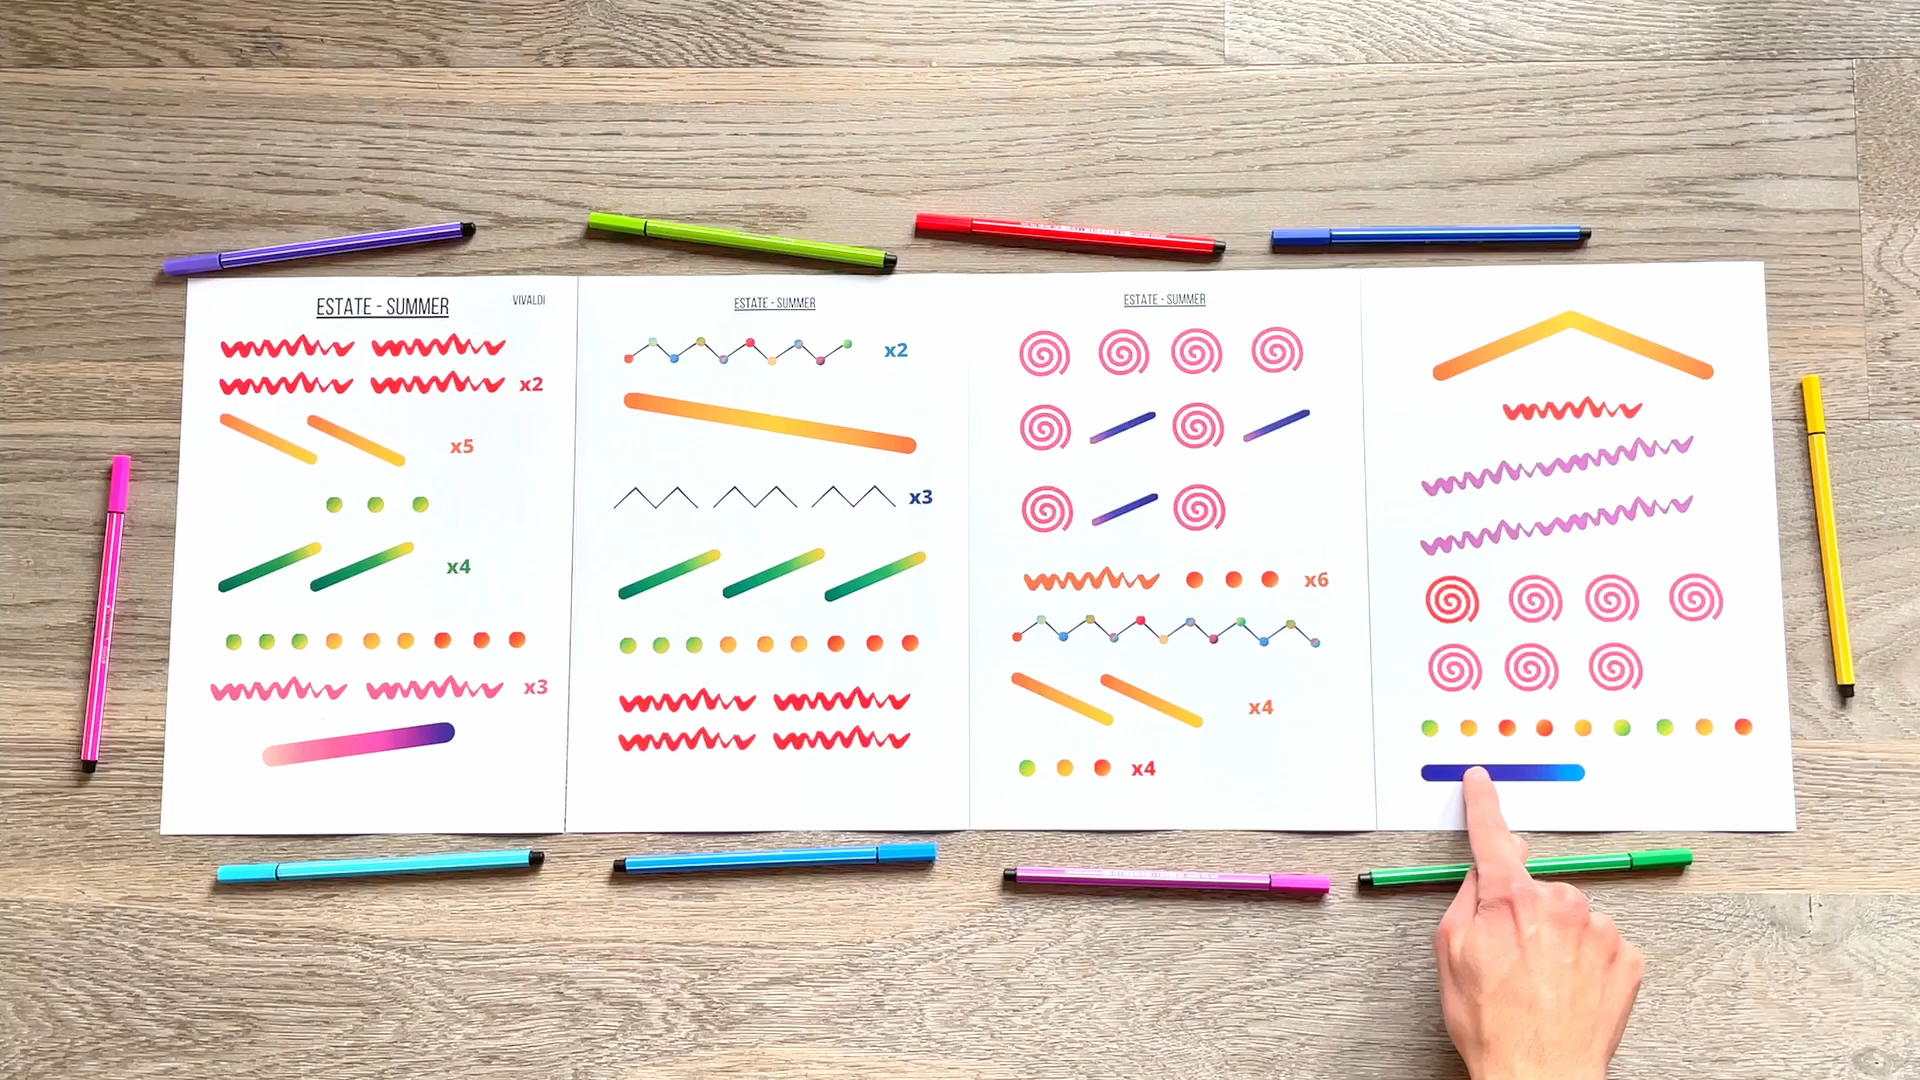 ESTATE - SUMMER
VIVALDI
x2
x5
x4
x3
ESTATE - SUMMER
x2
x3
ESTATE - SUMMER
x6
x4
x4